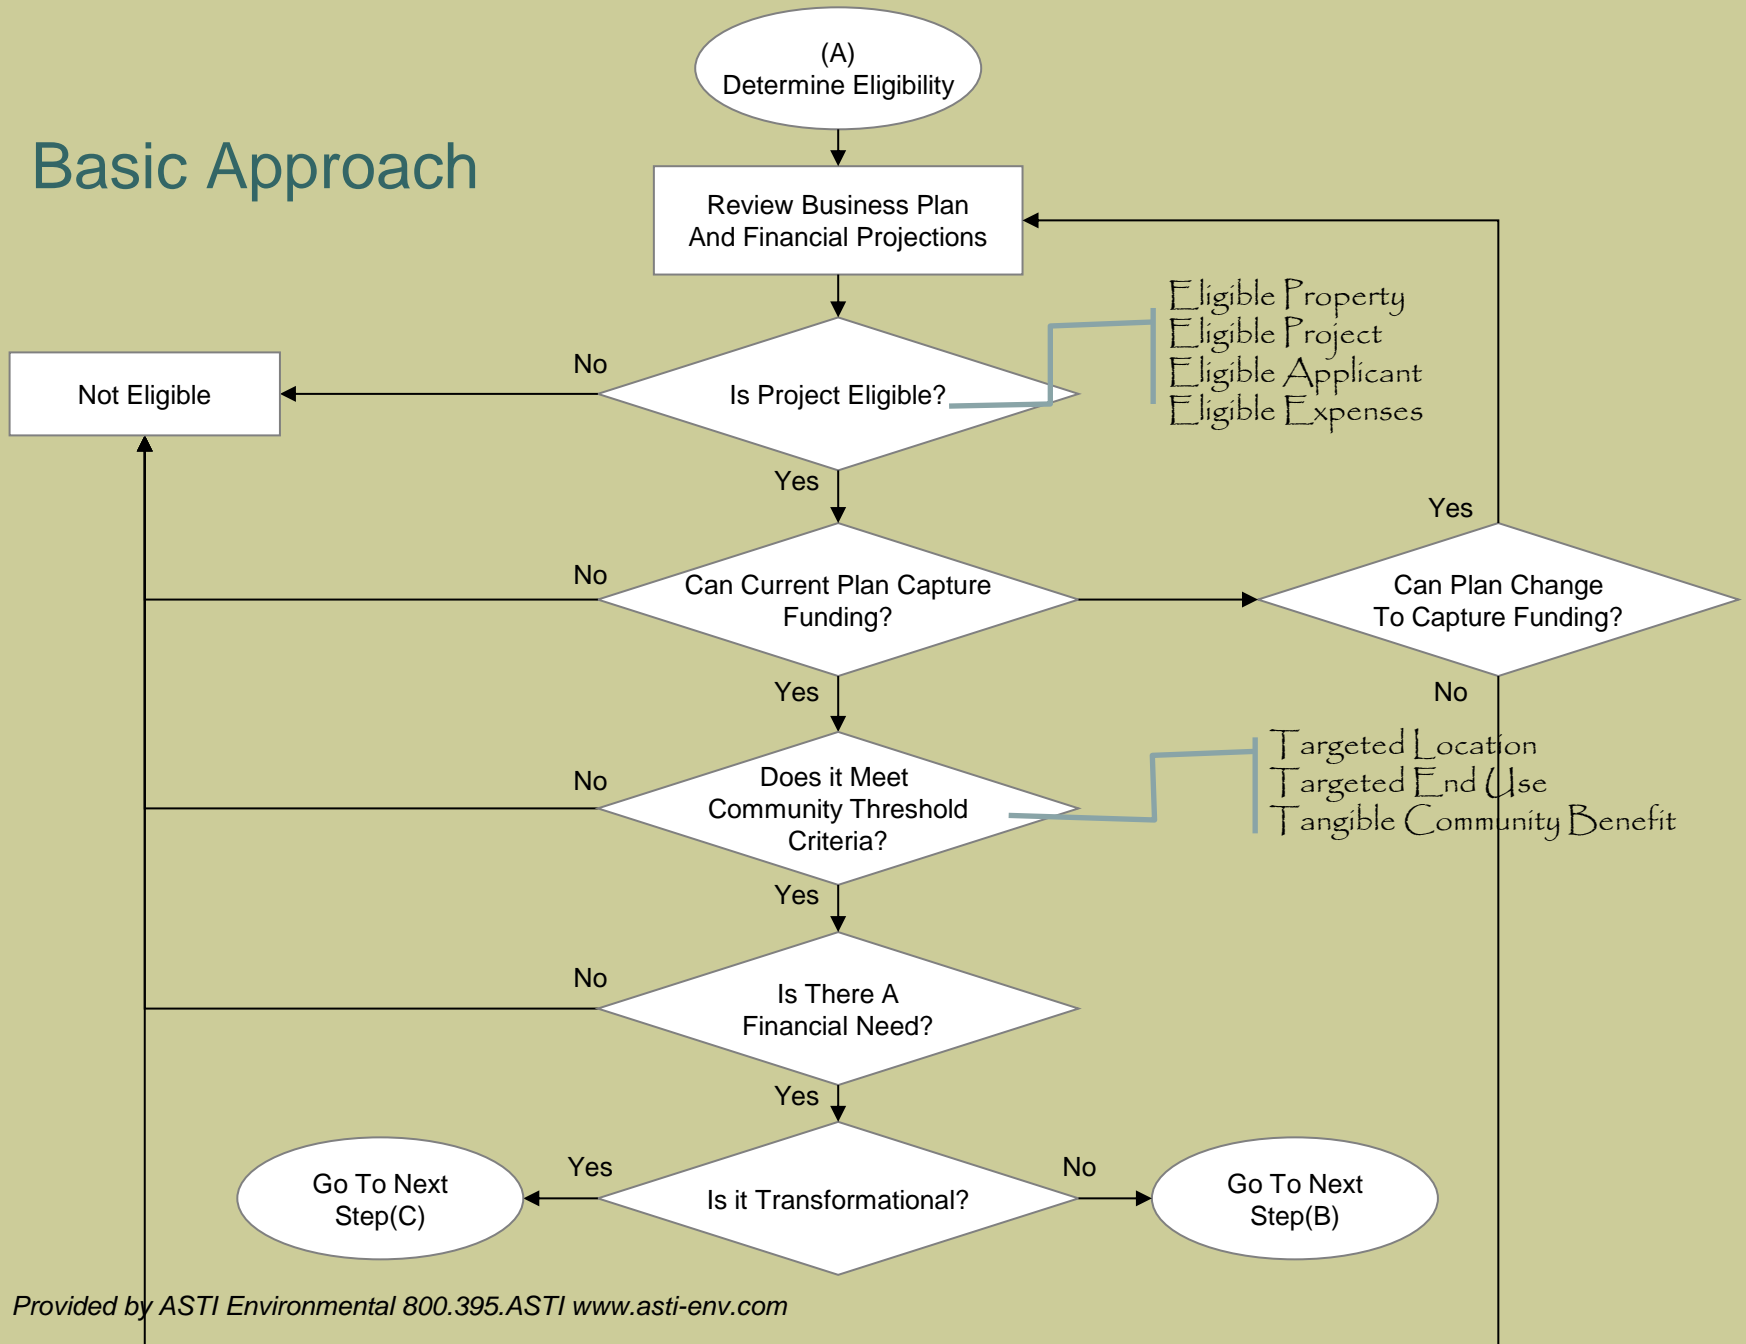 (A)
Determine Eligibility
Basic Approach
Review Business Plan
And Financial Projections
Eligible Property
Eligible Project
Eligible Applicant
Eligible Expenses
No
Not Eligible
Is Project Eligible?
Yes
Yes
No
Can Current Plan Capture
Funding?
Can Plan Change
To Capture Funding?
Yes
No
Targeted Location
Targeted End Use
Tangible Community Benefit
No
Does it Meet
Community Threshold
Criteria?
Yes
No
Is There A
Financial Need?
Yes
Yes
No
Go To Next
Step(C)
Is it Transformational?
Go To Next
Step(B)
Provided by ASTI Environmental 800.395.ASTI www.asti-env.com